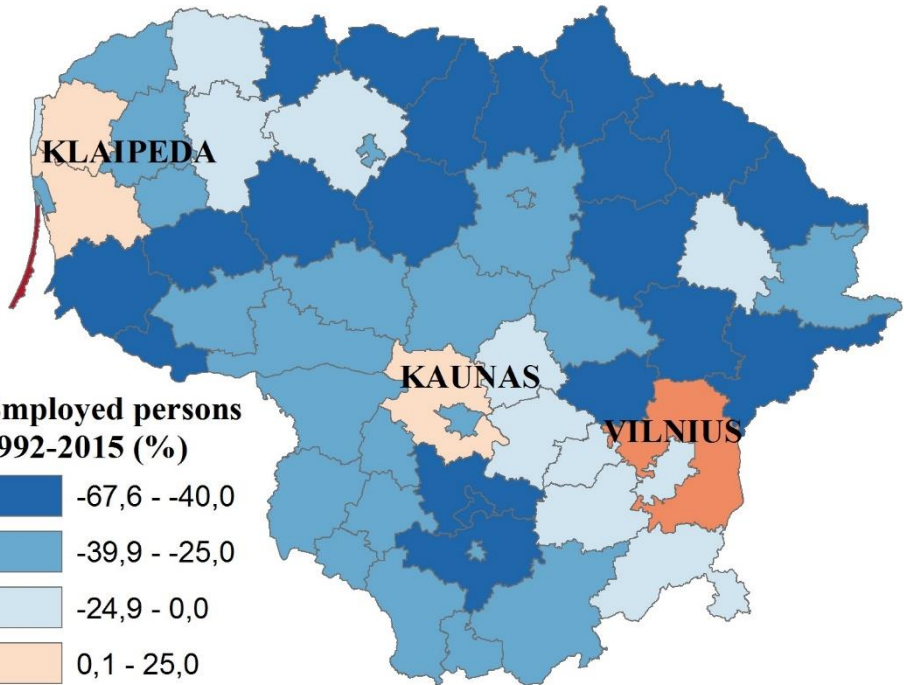 KLAIPEDA
KAUNAS
VILNIUS
mployed persons
992-2015 (%)
-67,6 - -40,0
-39,9 - -25,0
-24,9 - 0,0
0,1 - 25,0